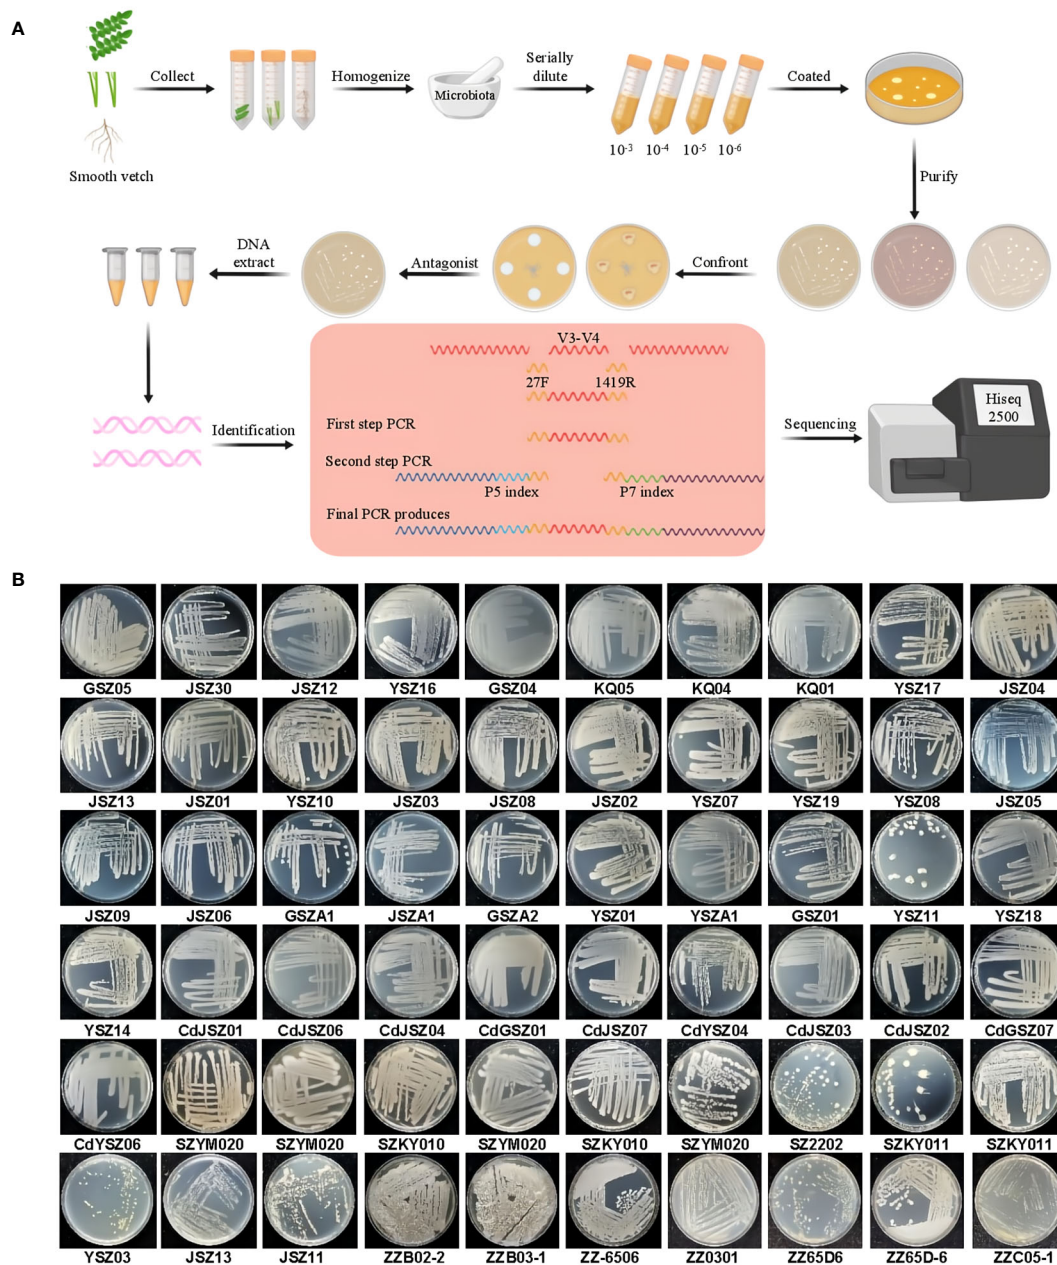 A
Collect
Homogenize
Serially
dilute
Coated
Microbiota
10-3 10-4 10-5 10-6
Smooth vetch
Purify
DNA
extract
Antagonist
Confront
V3-V4
27F 1419R
Hiseq
2500
Identification
First step PCR
Sequencing
Second step PCR
P5 index P7 index
Final PCR produces
B
GSZ05 JSZ30 JSZ12 YSZ16 GSZ04 KQ05 KQ04 KQ01 YSZ17 JSZ04
JSZ13 JSZ01 YSZ10 JSZ03 JSZ08 JSZ02 YSZ07 YSZ19 YSZ08 JSZ05
JSZ09 JSZ06 GSZA1 JSZA1 GSZA2 YSZ01 YSZA1 GSZ01 YSZ11 YSZ18
YSZ14 CdJSZ01 CdJSZ06 CdJSZ04 CdGSZ01 CdJSZ07 CdYSZ04 CdJSZ03 CdJSZ02 CdGSZ07
CdYSZ06 SZYM020 SZYM020 SZKY010 SZYM020 SZKY010 SZYM020 SZ2202 SZKY011 SZKY011
YSZ03 JSZ13 JSZ11 ZZB02-2 ZZB03-1 ZZ-6506 ZZ0301 ZZ65D6 ZZ65D-6 ZZC05-1